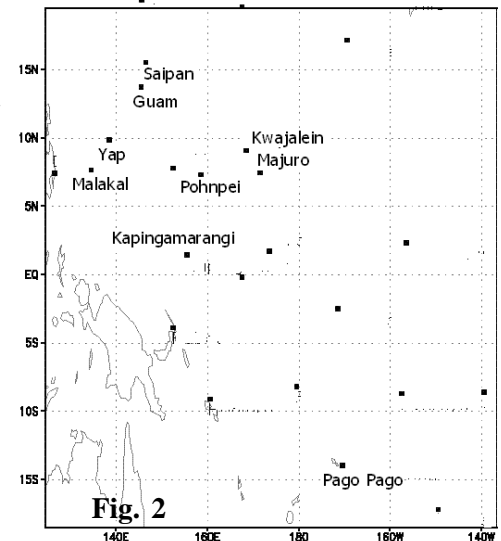 15N
Saipan
Guam
10N
Kwajalein
Yap
Majuro
Malakal
Pohnpei
5N
Kapingamarangi
EQ
5S
10S
15S
Pago Pago
Fig. 2
140E
160E
180
160W
140W